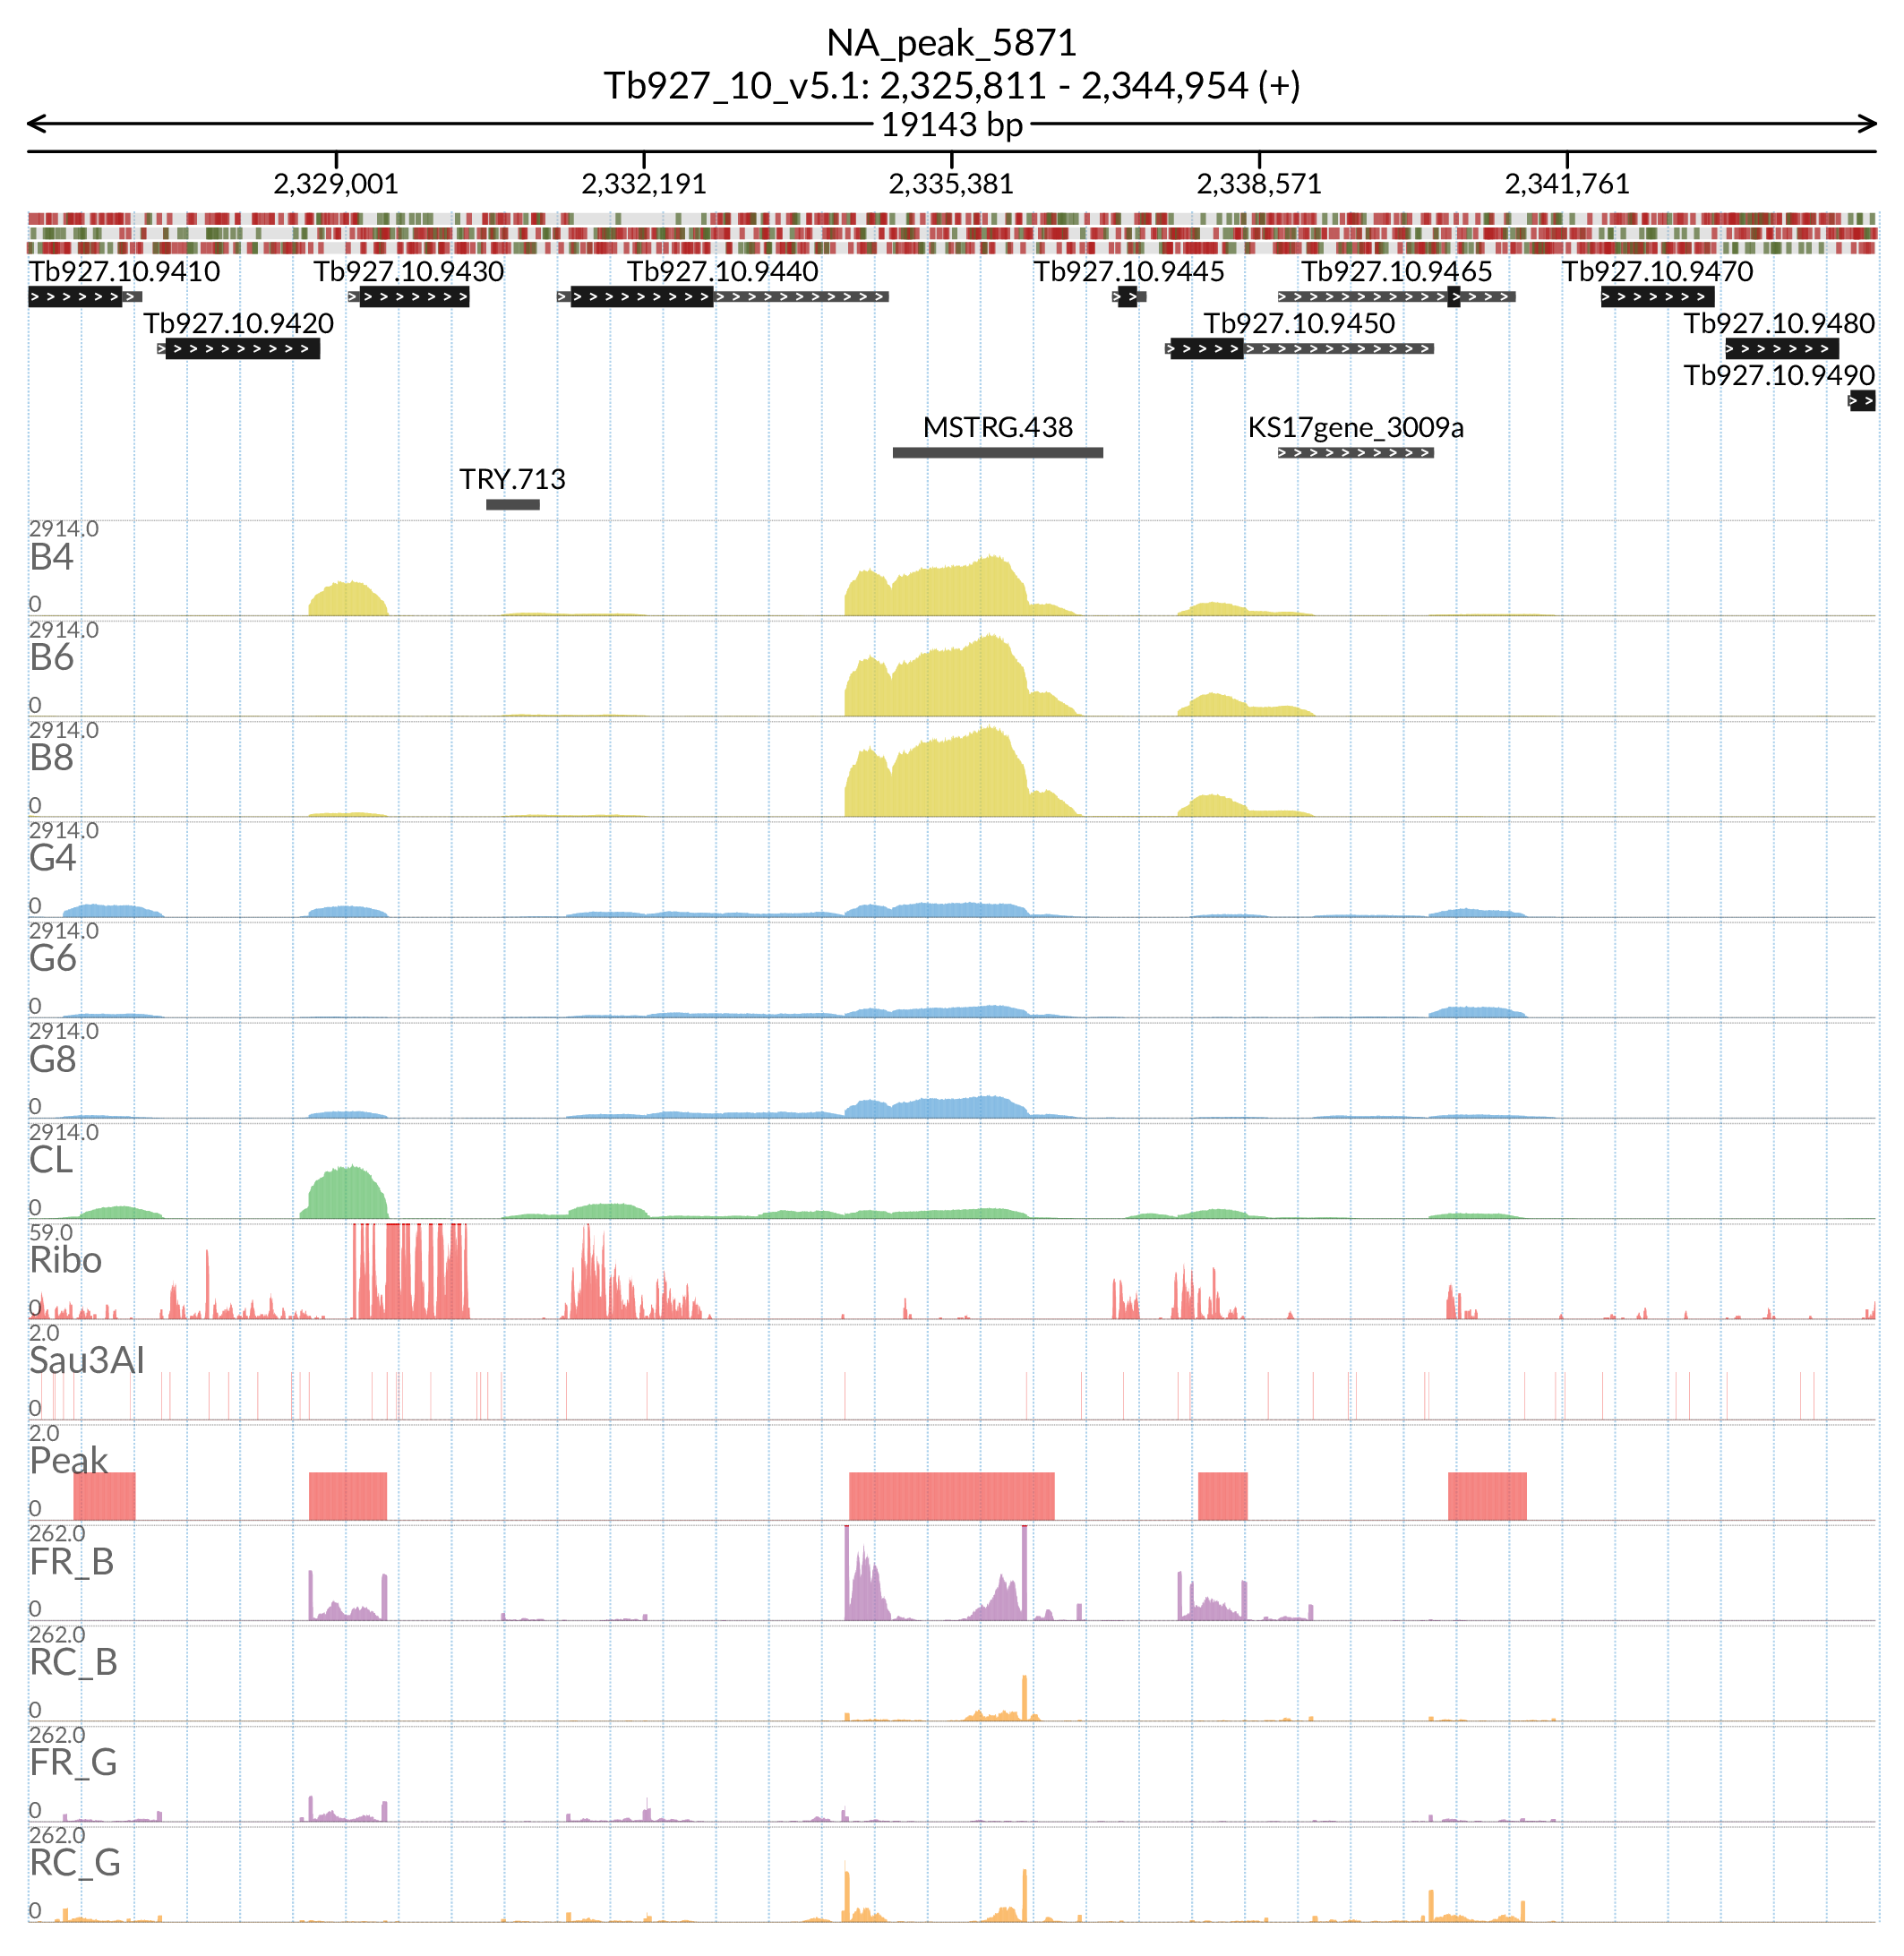 NA_peak_5871
Tb927_10_v5.1: 2,325,811 - 2,344,954 (+)
19143 bp
2,329,001 2,332,191 2,335,381 2,338,571 2,341,761
Tb927.10.9410 Tb927.10.9430 Tb927.10.9440 Tb927.10.9445 Tb927.10.9465 Tb927.10.9470
Tb927.10.9420 Tb927.10.9450 Tb927.10.9480
Tb927.10.9490
MSTRG.438 KS17gene_3009a
TRY.713
2914.0
B4
0
2914.0
B6
0
2914.0
B8
0
2914.0
G4
0
2914.0
G6
0
2914.0
G8
0
2914.0
CL
0
59.0
Ribo
0
2.0
Sau3AI
0
2.0
Peak
0
262.0
FR_B
0
262.0
RC_B
0
262.0
FR_G
0
262.0
RC_G
0